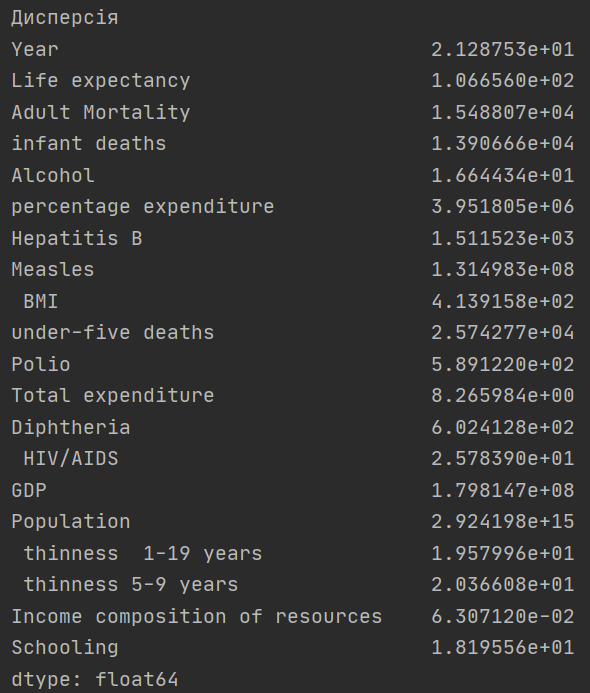 Дисперсія
Year                               2.128753e+01
Life expectancy                    1.066560e+02
Adult Mortality                    1.548807e+04
infant deaths                      1.390666e+04
Alcohol                            1.664434e+01
percentage expenditure             3.951805e+06
Hepatitis B                        1.511523e+03
Measles                            1.314983e+08
 BMI                               4.139158e+02
under-five deaths                  2.574277e+04
Polio                              5.891220e+02
Total expenditure                  8.265984e+00
Diphtheria                         6.024128e+02
 HIV/AIDS                          2.578390e+01
GDP                                1.798147e+08
Population                         2.924198e+15
 thinness  1-19 years              1.957996e+01
 thinness 5-9 years                2.036608e+01
Income composition of resources    6.307120e-02
Schooling                          1.819556e+01
dtype: float64